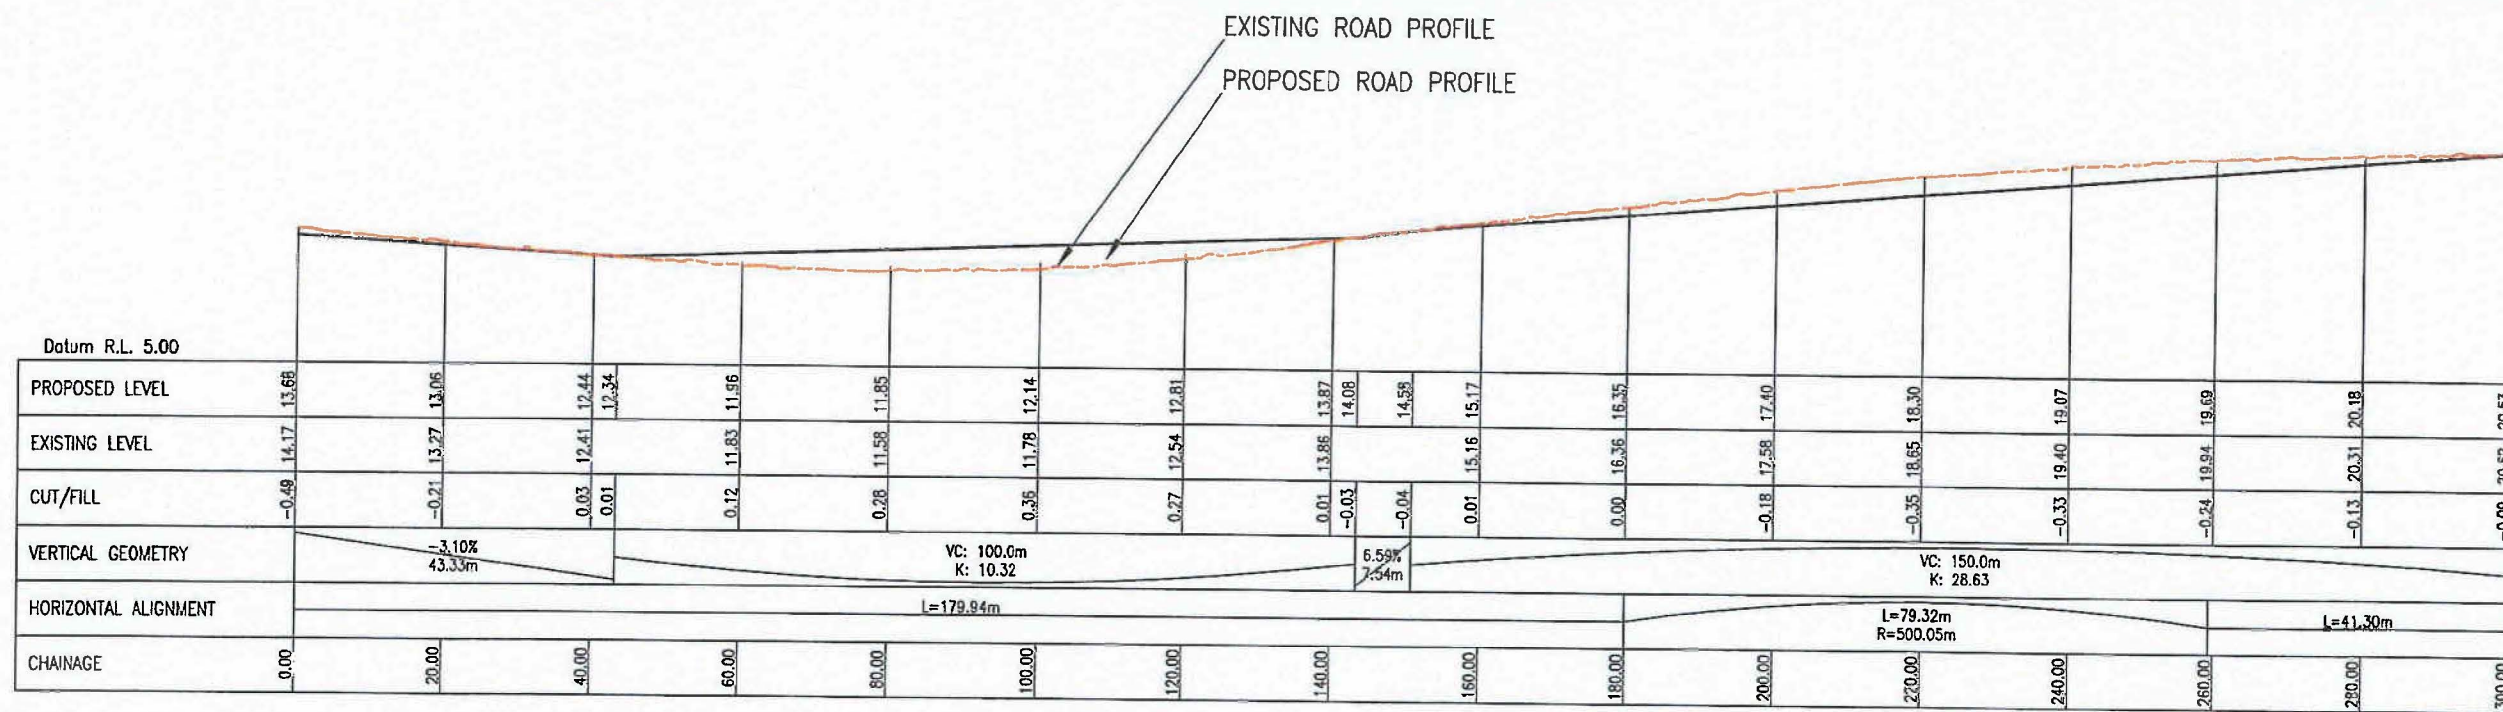 EXISTING ROAD PROFILE
PROPOSED ROAD PROFILE
Datum R.L. 5.00
PROPOSED LEVEL 13.68 13.06 12.44 12.34 11.96 11.85 12.14 12.81 13.87 14.08 14.58 15.17 16.35 17.40 18.30 19.07 19.69 20.18
EXISTING LEVEL 14.17 13.27 12.41 11.83 11.58 11.78 12.54 13.86 15.16 16.36 17.58 18.65 19.40 19.94 20.31
CUT/FILL -0.49 -0.21 0.03 0.01 0.12 0.28 0.36 0.27 0.01 -0.03 -0.04 0.01 0.00 -0.18 -0.35 -0.33 -0.24 -0.13
VERTICAL GEOMETRY
-3.10%
43.33m
VC: 100.0m
K: 10.32
6.59%
7.54m
VC: 150.0m
K: 28.63
HORIZONTAL ALIGNMENT
L=179.94m
L=79.32m
R=500.05m
L=41.30m
CHAINAGE 0.00 20.00 40.00 60.00 80.00 100.00 120.00 140.00 160.00 180.00 200.00 220.00 240.00 260.00 280.00 300.00